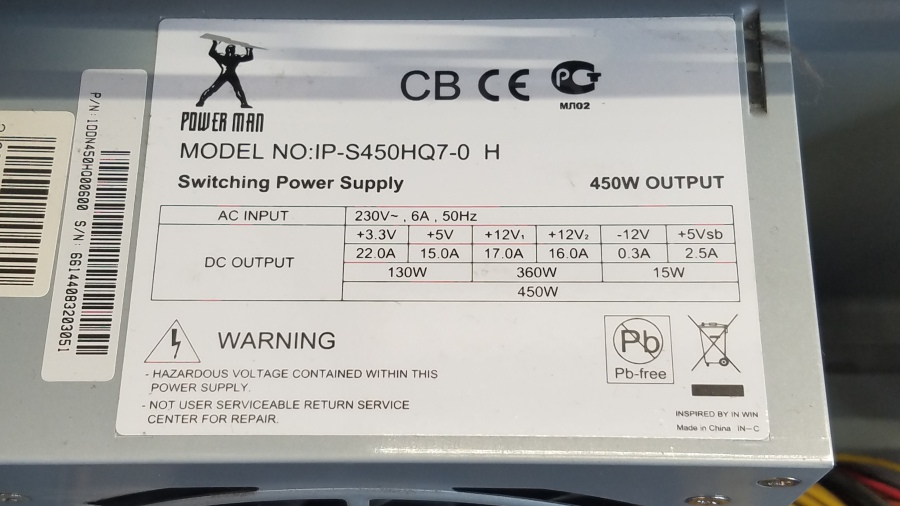 POWER MAN
CB CE PCT
МЛ02
MODEL NO:IP-S450HQ7-0 H
Switching Power Supply 450W OUTPUT
AC INPUT 230V~ , 6A , 50Hz
DC OUTPUT
+3.3V +5V +12V₁ +12V₂ -12V +5Vsb
22.0A 15.0A 17.0A 16.0A 0.3A 2.5A
130W 360W 15W
450W
WARNING
- HAZARDOUS VOLTAGE CONTAINED WITHIN THIS
POWER SUPPLY.
- NOT USER SERVICEABLE RETURN SERVICE
CENTER FOR REPAIR.
Pb
Pb-free
INSPIRED BY IN WIN
Made in China IN-C
P/N:1DDN450HQ00600 S/N: 66144083203051